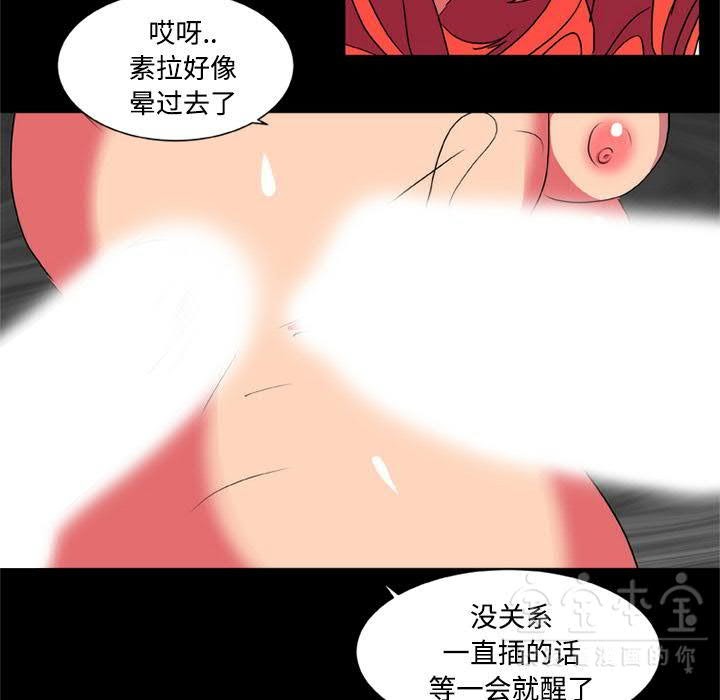 哎呀..
素拉好像
晕过去了
没关系
一直插的话
等一会就醒了